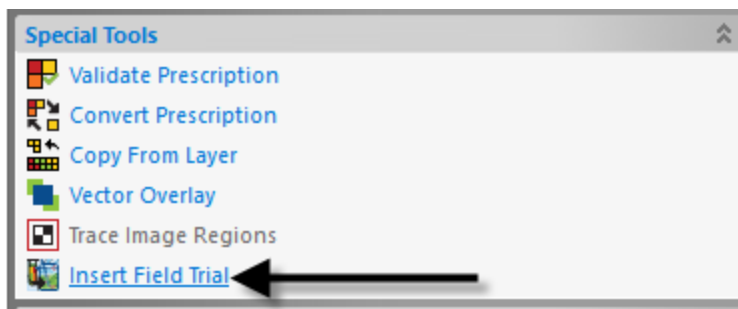 Special Tools
Validate Prescription
Convert Prescription
Copy From Layer
Vector Overlay
Trace Image Regions
Insert Field Trial